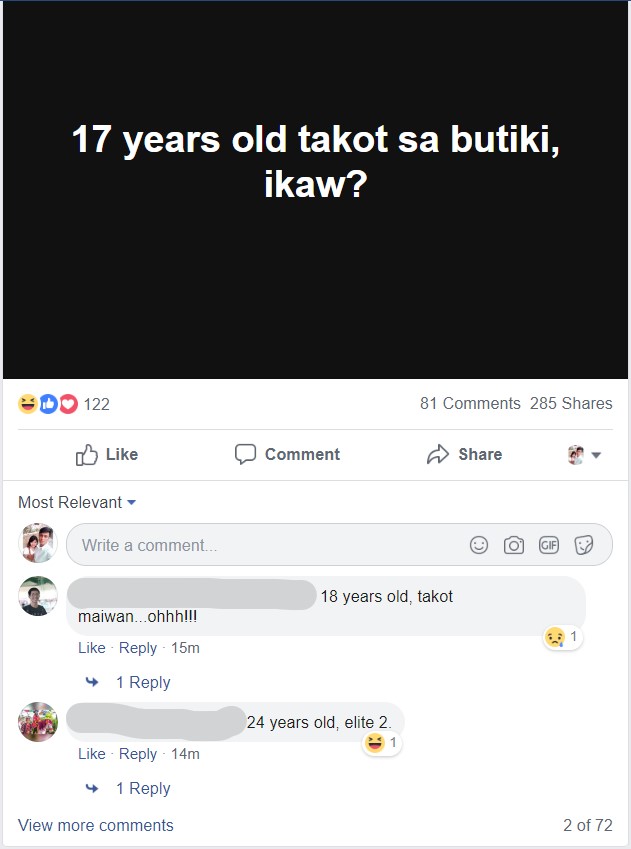 17 years old takot sa butiki,
ikaw?
122
81 Comments 285 Shares
Like Comment Share
Most Relevant
Write a comment...
GIF
18 years old, takot
maiwan...ohhh!!!
1
Like · Reply · 15m
1 Reply
24 years old, elite 2.
1
Like · Reply · 14m
1 Reply
View more comments 2 of 72